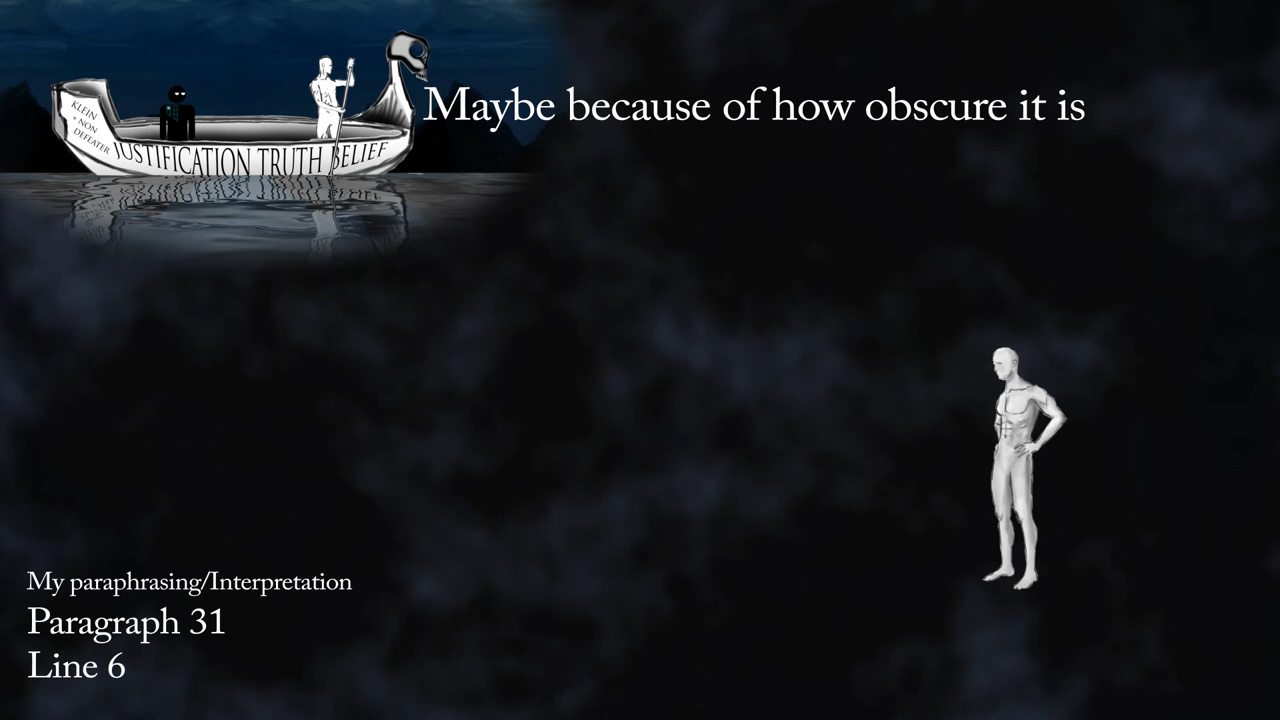 Maybe because of how obscure it is
KLEIN
+ NON
DEFEATER
JUSTIFICATION TRUTH BELIEF
My paraphrasing/Interpretation
Paragraph 31
Line 6